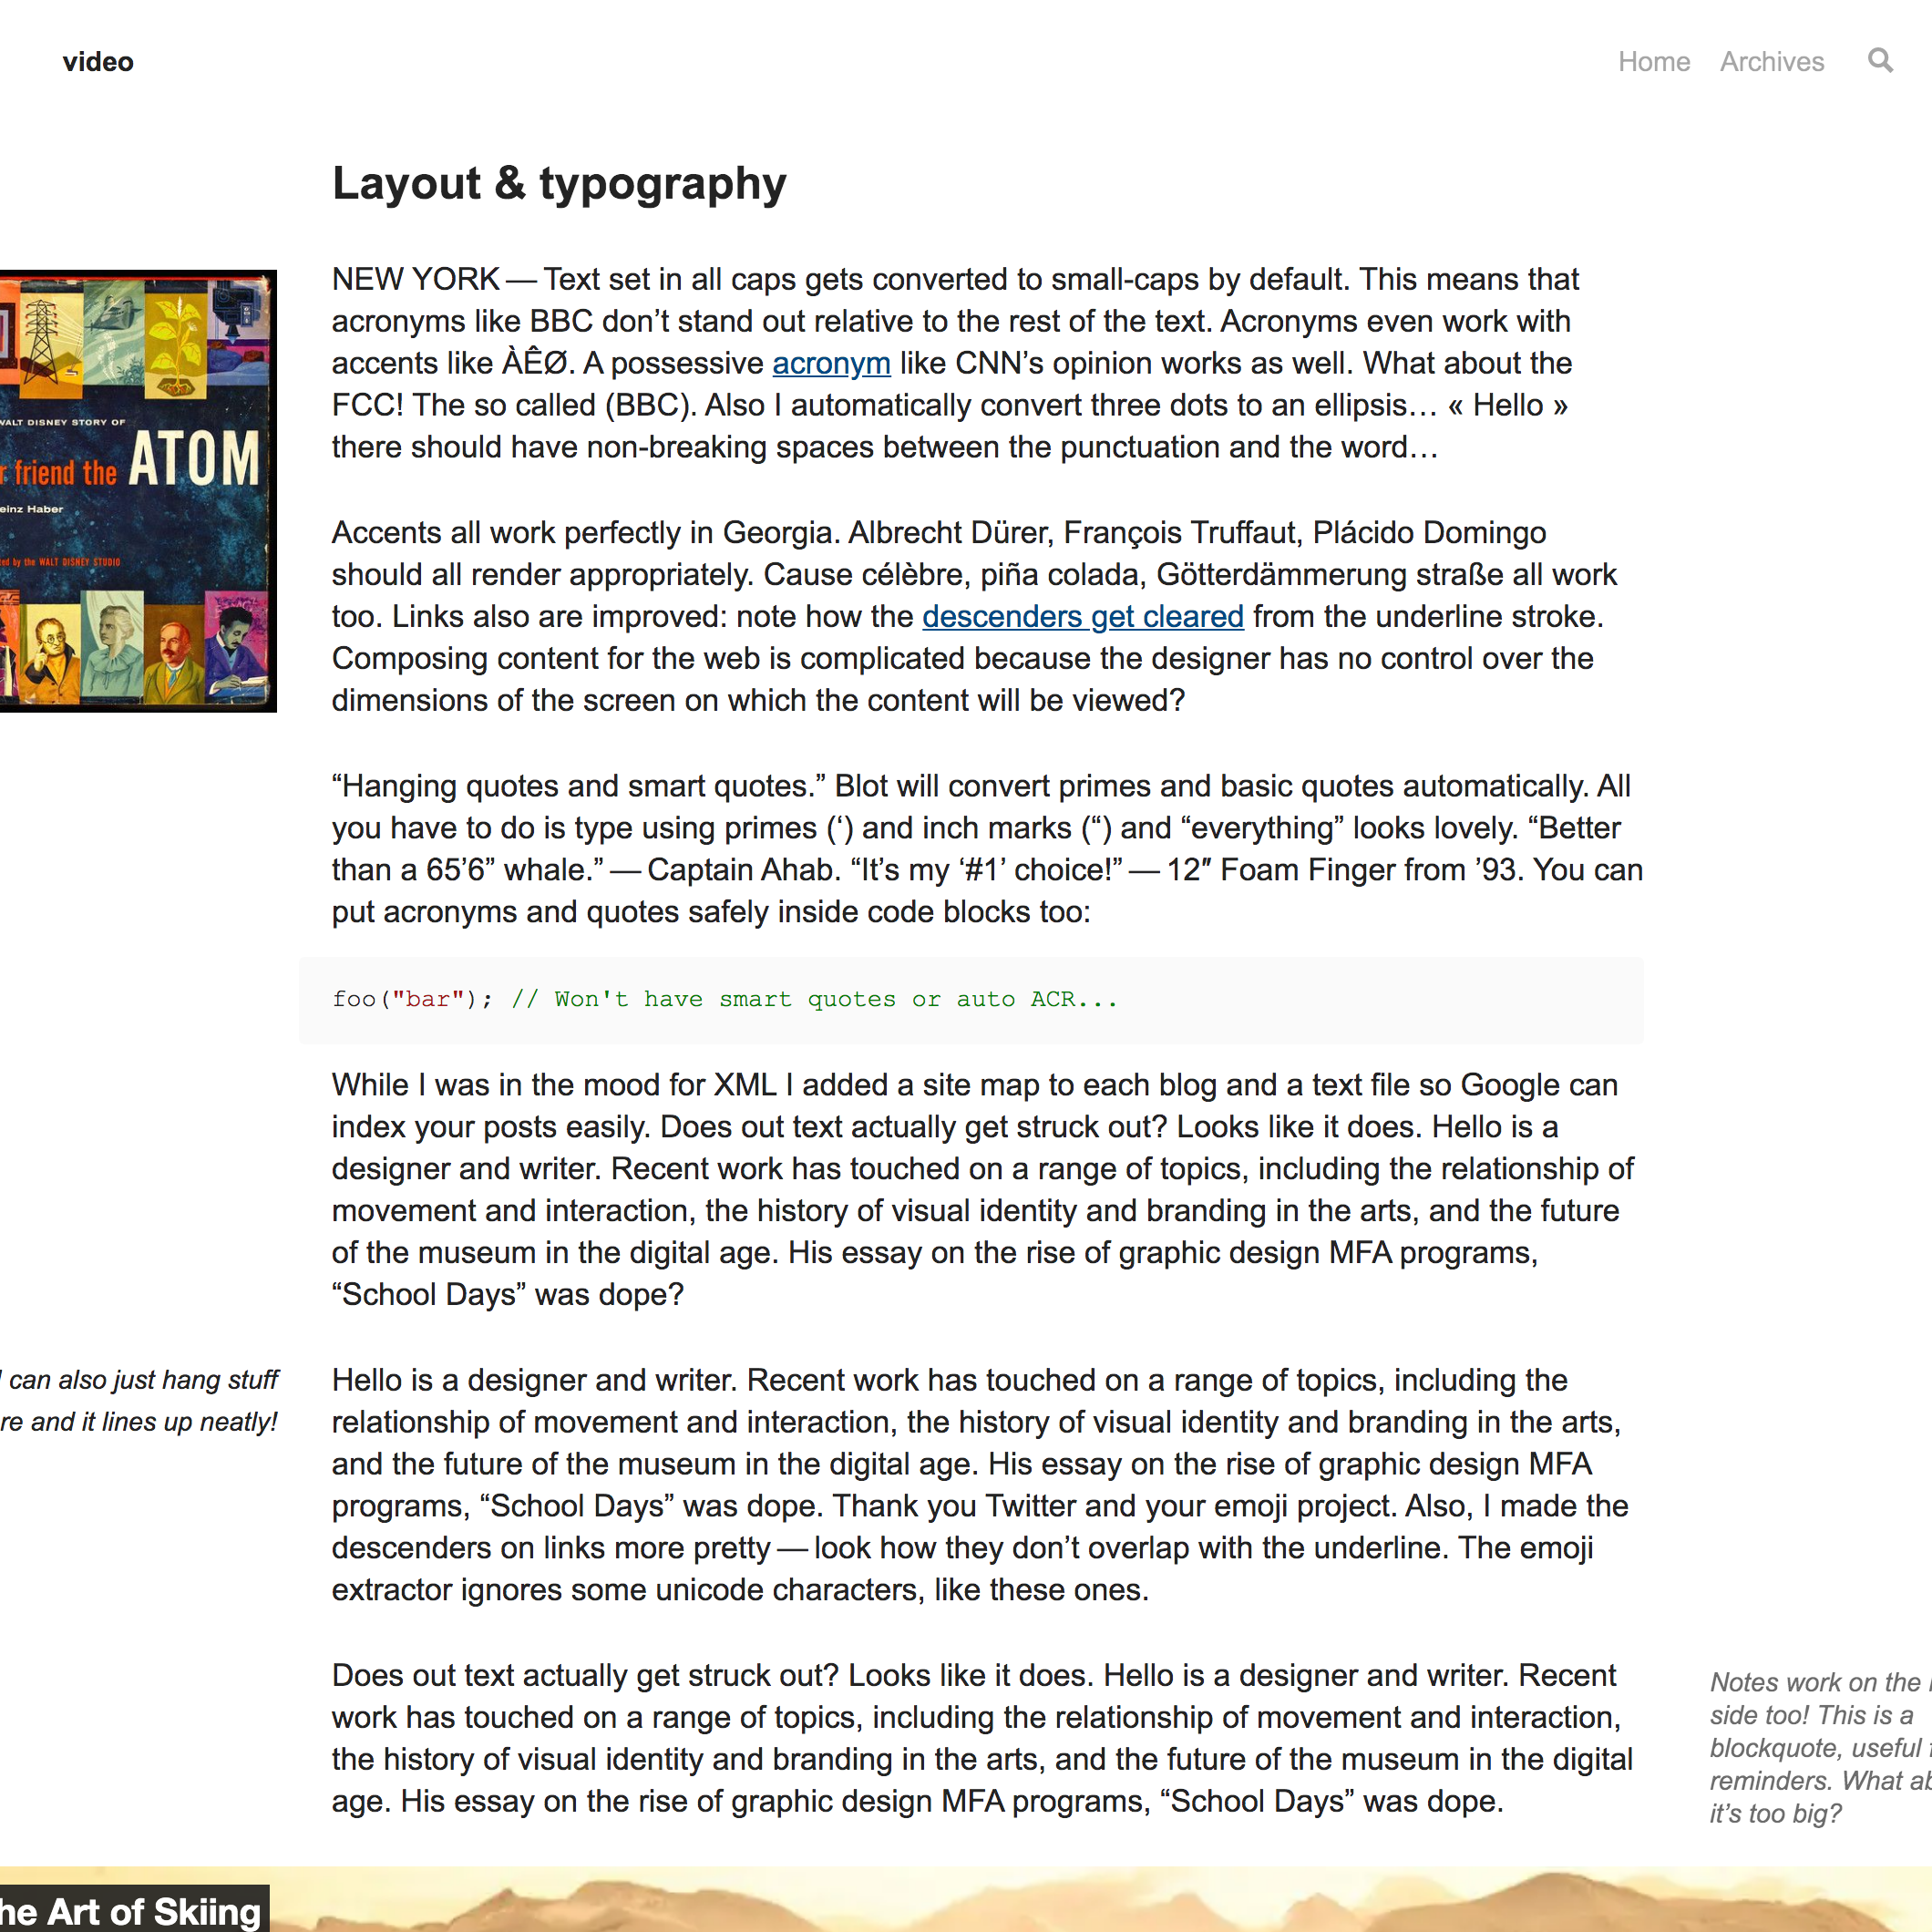 video
Home Archives
Layout & typography
WALT DISNEY STORY OF
friend the ATOM
Heinz Haber
by the WALT DISNEY STUDIO
NEW YORK — Text set in all caps gets converted to small-caps by default. This means that
acronyms like BBC don’t stand out relative to the rest of the text. Acronyms even work with
accents like ÀÊØ. A possessive acronym like CNN’s opinion works as well. What about the
FCC! The so called (BBC). Also I automatically convert three dots to an ellipsis… « Hello »
there should have non-breaking spaces between the punctuation and the word…
Accents all work perfectly in Georgia. Albrecht Dürer, François Truffaut, Plácido Domingo
should all render appropriately. Cause célèbre, piña colada, Götterdämmerung straße all work
too. Links also are improved: note how the descenders get cleared from the underline stroke.
Composing content for the web is complicated because the designer has no control over the
dimensions of the screen on which the content will be viewed?
“Hanging quotes and smart quotes.” Blot will convert primes and basic quotes automatically. All
you have to do is type using primes (‘) and inch marks (“) and “everything” looks lovely. “Better
than a 65’6” whale.” — Captain Ahab. “It’s my ‘#1’ choice!” — 12″ Foam Finger from ’93. You can
put acronyms and quotes safely inside code blocks too:
foo("bar"); // Won't have smart quotes or auto ACR...
While I was in the mood for XML I added a site map to each blog and a text file so Google can
index your posts easily. Does out text actually get struck out? Looks like it does. Hello is a
designer and writer. Recent work has touched on a range of topics, including the relationship of
movement and interaction, the history of visual identity and branding in the arts, and the future
of the museum in the digital age. His essay on the rise of graphic design MFA programs,
“School Days” was dope?
can also just hang stuff
re and it lines up neatly!
Hello is a designer and writer. Recent work has touched on a range of topics, including the
relationship of movement and interaction, the history of visual identity and branding in the arts,
and the future of the museum in the digital age. His essay on the rise of graphic design MFA
programs, “School Days” was dope. Thank you Twitter and your emoji project. Also, I made the
descenders on links more pretty — look how they don’t overlap with the underline. The emoji
extractor ignores some unicode characters, like these ones.
Does out text actually get struck out? Looks like it does. Hello is a designer and writer. Recent
work has touched on a range of topics, including the relationship of movement and interaction,
the history of visual identity and branding in the arts, and the future of the museum in the digital
age. His essay on the rise of graphic design MFA programs, “School Days” was dope.
Notes work on the
side too! This is a
blockquote, useful
reminders. What ab
it’s too big?
he Art of Skiing